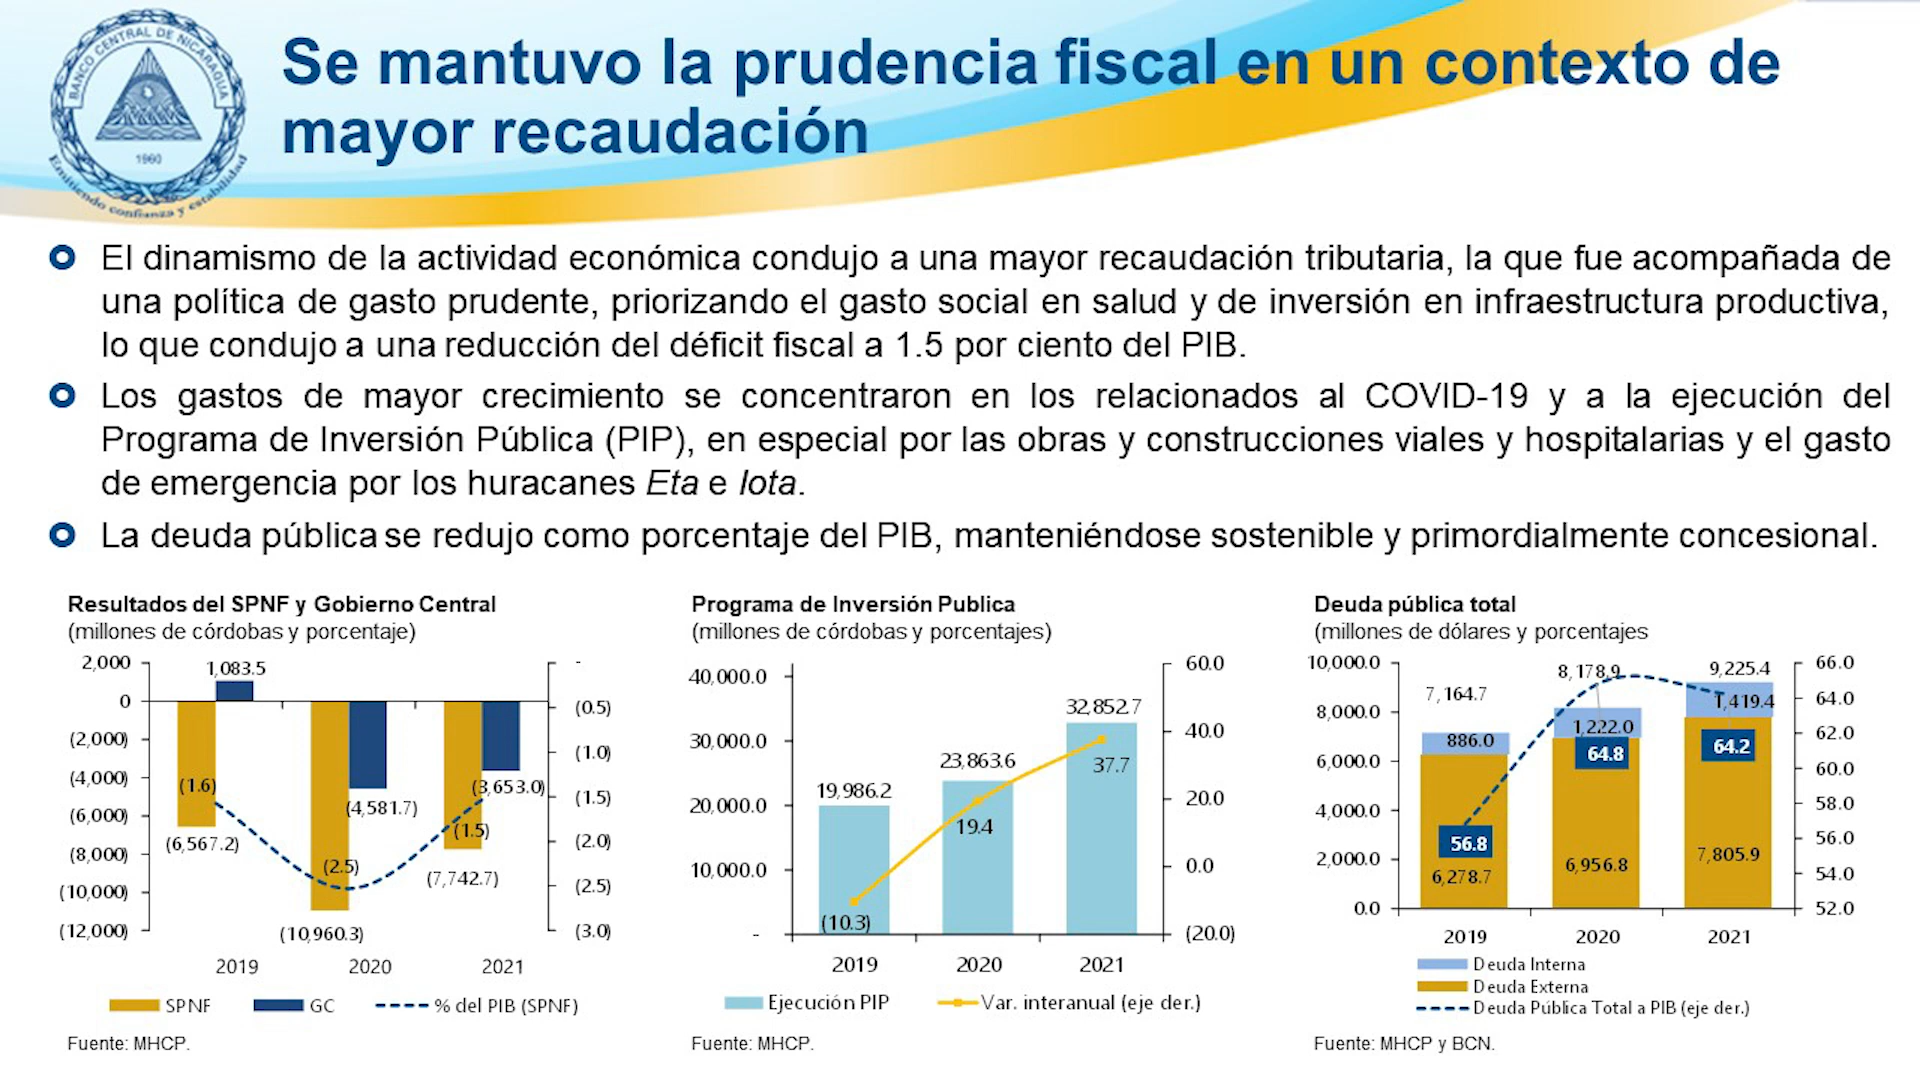 BANCO CENTRAL DE NICARAGUA
1960
Emitiendo confianza y estabilidad
Se mantuvo la prudencia fiscal en un contexto de
mayor recaudación
El dinamismo de la actividad económica condujo a una mayor recaudación tributaria, la que fue acompañada de
una política de gasto prudente, priorizando el gasto social en salud y de inversión en infraestructura productiva,
lo que condujo a una reducción del déficit fiscal a 1.5 por ciento del PIB.
Los gastos de mayor crecimiento se concentraron en los relacionados al COVID-19 y a la ejecución del
Programa de Inversión Pública (PIP), en especial por las obras y construcciones viales y hospitalarias y el gasto
de emergencia por los huracanes Eta e Iota.
La deuda pública se redujo como porcentaje del PIB, manteniéndose sostenible y primordialmente concesional.
Resultados del SPNF y Gobierno Central
(millones de córdobas y porcentaje)
2,000
0
(2,000)
(4,000)
(6,000)
(8,000)
(10,000)
(12,000)
1,083.5
(1.6)
(6,567.2)
(2.5)
(10,960.3)
(4,581.7)
(3,653.0)
(1.5)
(7,742.7)
-
(0.5)
(1.0)
(1.5)
(2.0)
(2.5)
(3.0)
2019 2020 2021
SPNF GC % del PIB (SPNF)
Fuente: MHCP.
Programa de Inversión Publica
(millones de córdobas y porcentajes)
40,000.0
30,000.0
20,000.0
10,000.0
-
19,986.2
23,863.6
32,852.7
(10.3)
19.4
37.7
60.0
40.0
20.0
0.0
(20.0)
2019 2020 2021
Ejecución PIP Var. interanual (eje der.)
Fuente: MHCP.
Deuda pública total
(millones de dólares y porcentajes
10,000.0
8,000.0
6,000.0
4,000.0
2,000.0
0.0
7,164.7
886.0
56.8
6,278.7
8,178.9
1,222.0
64.8
6,956.8
9,225.4
1,419.4
64.2
7,805.9
66.0
64.0
62.0
60.0
58.0
56.0
54.0
52.0
2019 2020 2021
Deuda Interna
Deuda Externa
Deuda Pública Total a PIB (eje der.)
Fuente: MHCP y BCN.